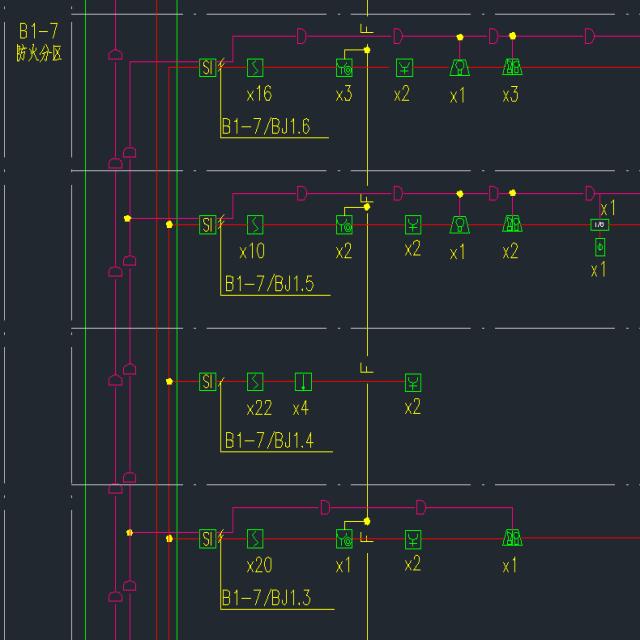 B1-7
防火分区
F
SI
x16
x3
x2
x1
x3
B1-7/BJ1.6
F
x1
SI
I/O
x10
x2
x2
x1
x2
x1
B1-7/BJ1.5
F
SI
x22
x4
x2
B1-7/BJ1.4
SI
F
x20
x1
x2
x1
B1-7/BJ1.3